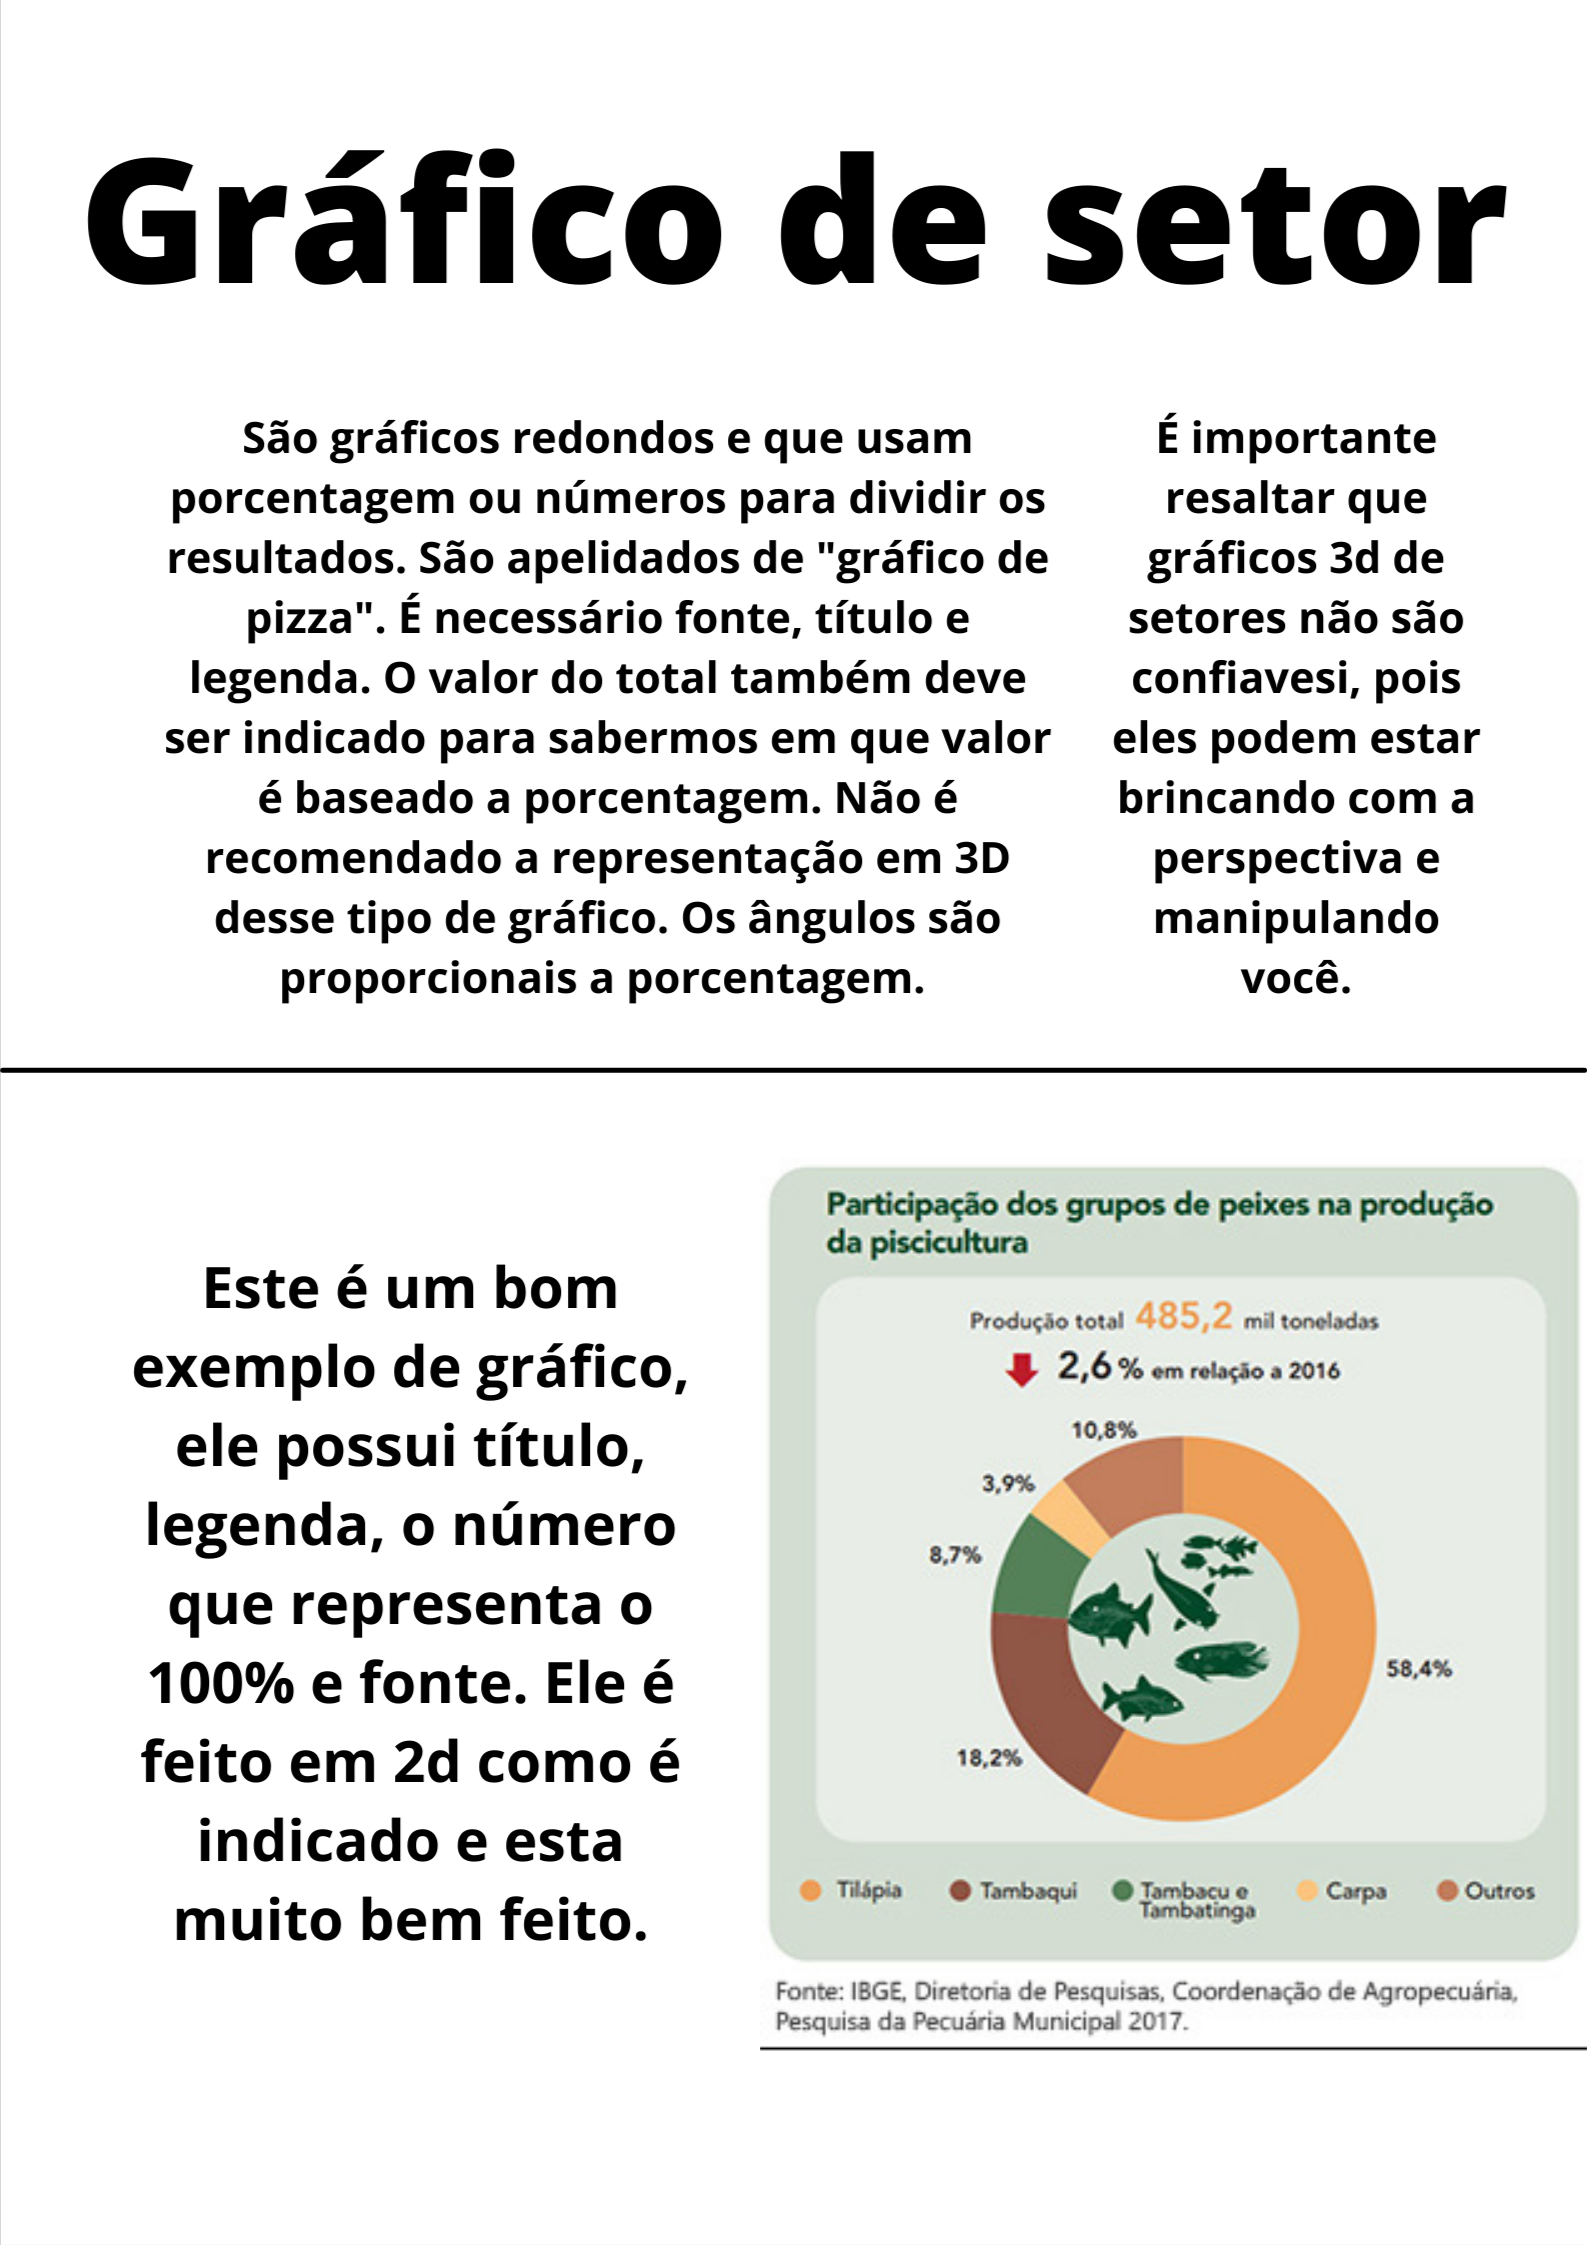 Gráfico de setor
São gráficos redondos e que usam
porcentagem ou números para dividir os
resultados. São apelidados de "gráfico de
pizza". É necessário fonte, título e
legenda. O valor do total também deve
ser indicado para sabermos em que valor
é baseado a porcentagem. Não é
recomendado a representação em 3D
desse tipo de gráfico. Os ângulos são
proporcionais a porcentagem.
É importante
resaltar que
gráficos 3d de
setores não são
confiavesi, pois
eles podem estar
brincando com a
perspectiva e
manipulando
você.
Este é um bom
exemplo de gráfico,
ele possui título,
legenda, o número
que representa o
100% e fonte. Ele é
feito em 2d como é
indicado e esta
muito bem feito.
Participação dos grupos de peixes na produção
da piscicultura
Produção total 485,2 mil toneladas
2,6 % em relação a 2016
10,8%
3,9%
8,7%
58,4%
18,2%
Tilápia
Tambaqui
Tambacu e
Tambatinga
Carpa
Outros
Fonte: IBGE, Diretoria de Pesquisas, Coordenação de Agropecuária,
Pesquisa da Pecuária Municipal 2017.